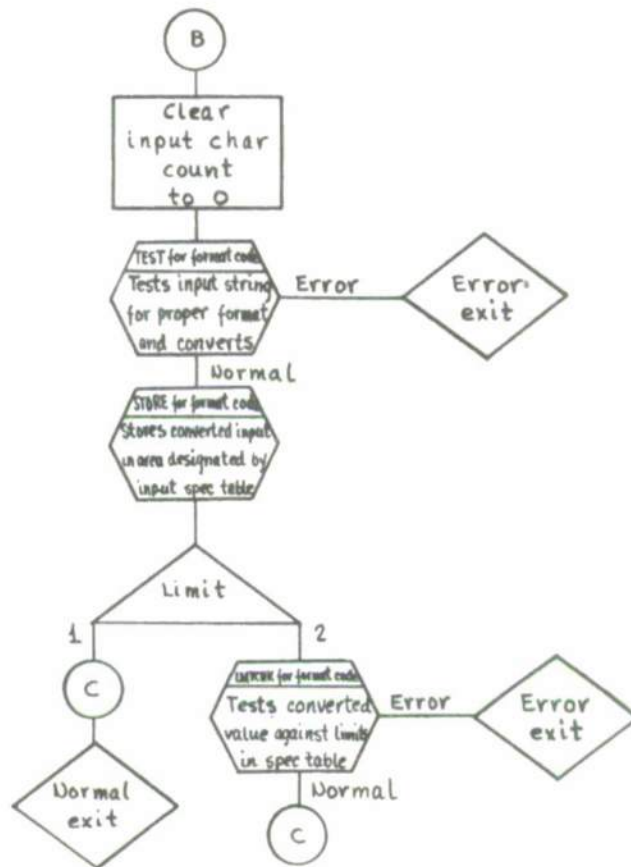 B
Clear
input char
count
to 0
TEST for format code
Tests input string
for proper format
and converts
Error
Error
exit
Normal
STORE for format code
Stores converted input
in area designated by
input spec table
Limit
1
2
C
for format code
Tests converted
value against limits
in spec table
Error
Error
exit
Normal
exit
Normal
C